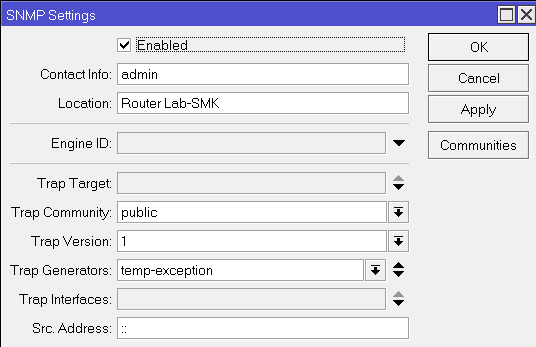 SNMP Settings
Enabled
OK
Contact Info: admin
Cancel
Location: Router Lab-SMK
Apply
Engine ID:
Communities
Trap Target:
Trap Community: public
Trap Version: 1
Trap Generators: temp-exception
Trap Interfaces:
Src. Address: ::